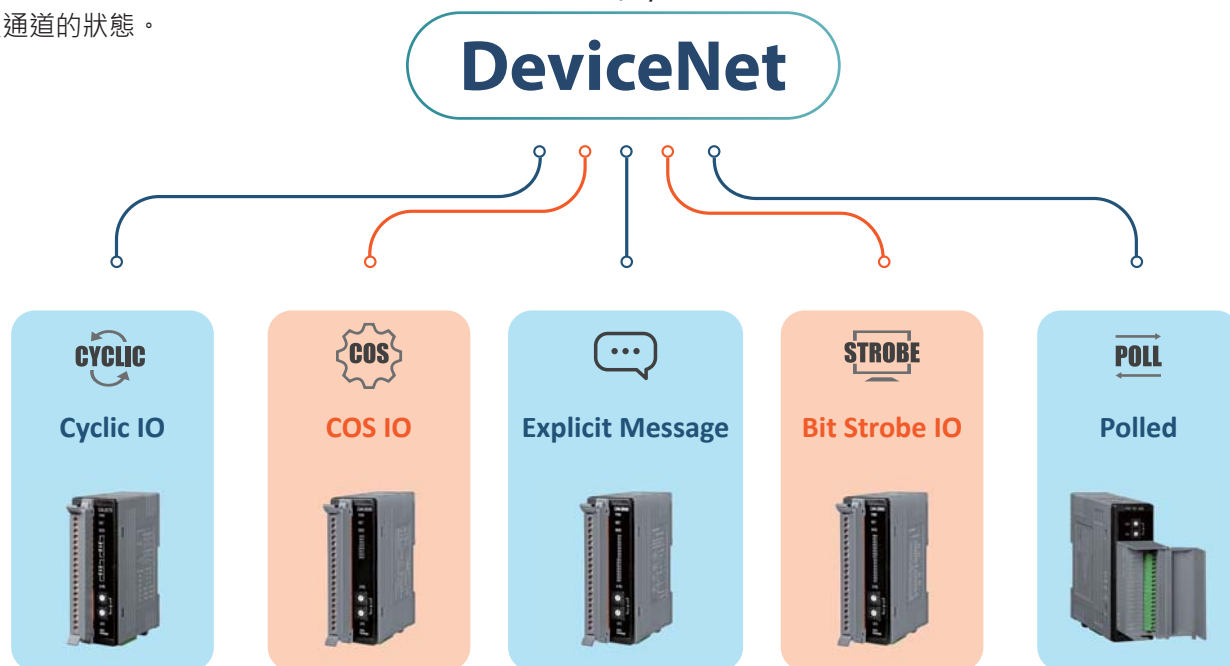 通道的狀態。
DeviceNet
CYCLIC
COS
STROBE
POLL
Cyclic IO
COS IO
Explicit Message
Bit Strobe IO
Polled